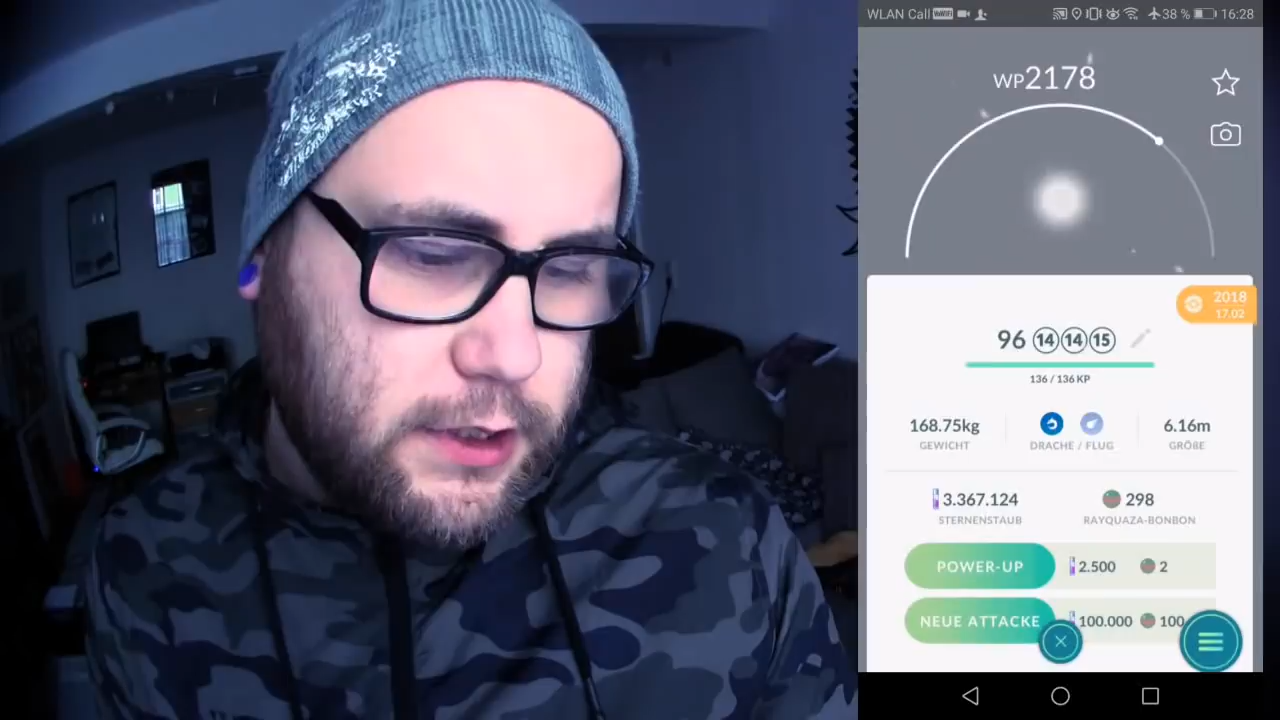 WLAN Call WiFi 38 % 16:28
WP2178
2018
17.02
96 14 14 15
136 / 136 KP
168.75kg
GEWICHT
DRACHE / FLUG
6.16m
GRÖßE
3.367.124
STERNENSTAUB
298
RAYQUAZA-BONBON
POWER-UP 2.500 2
NEUE ATTACKE 100.000 100